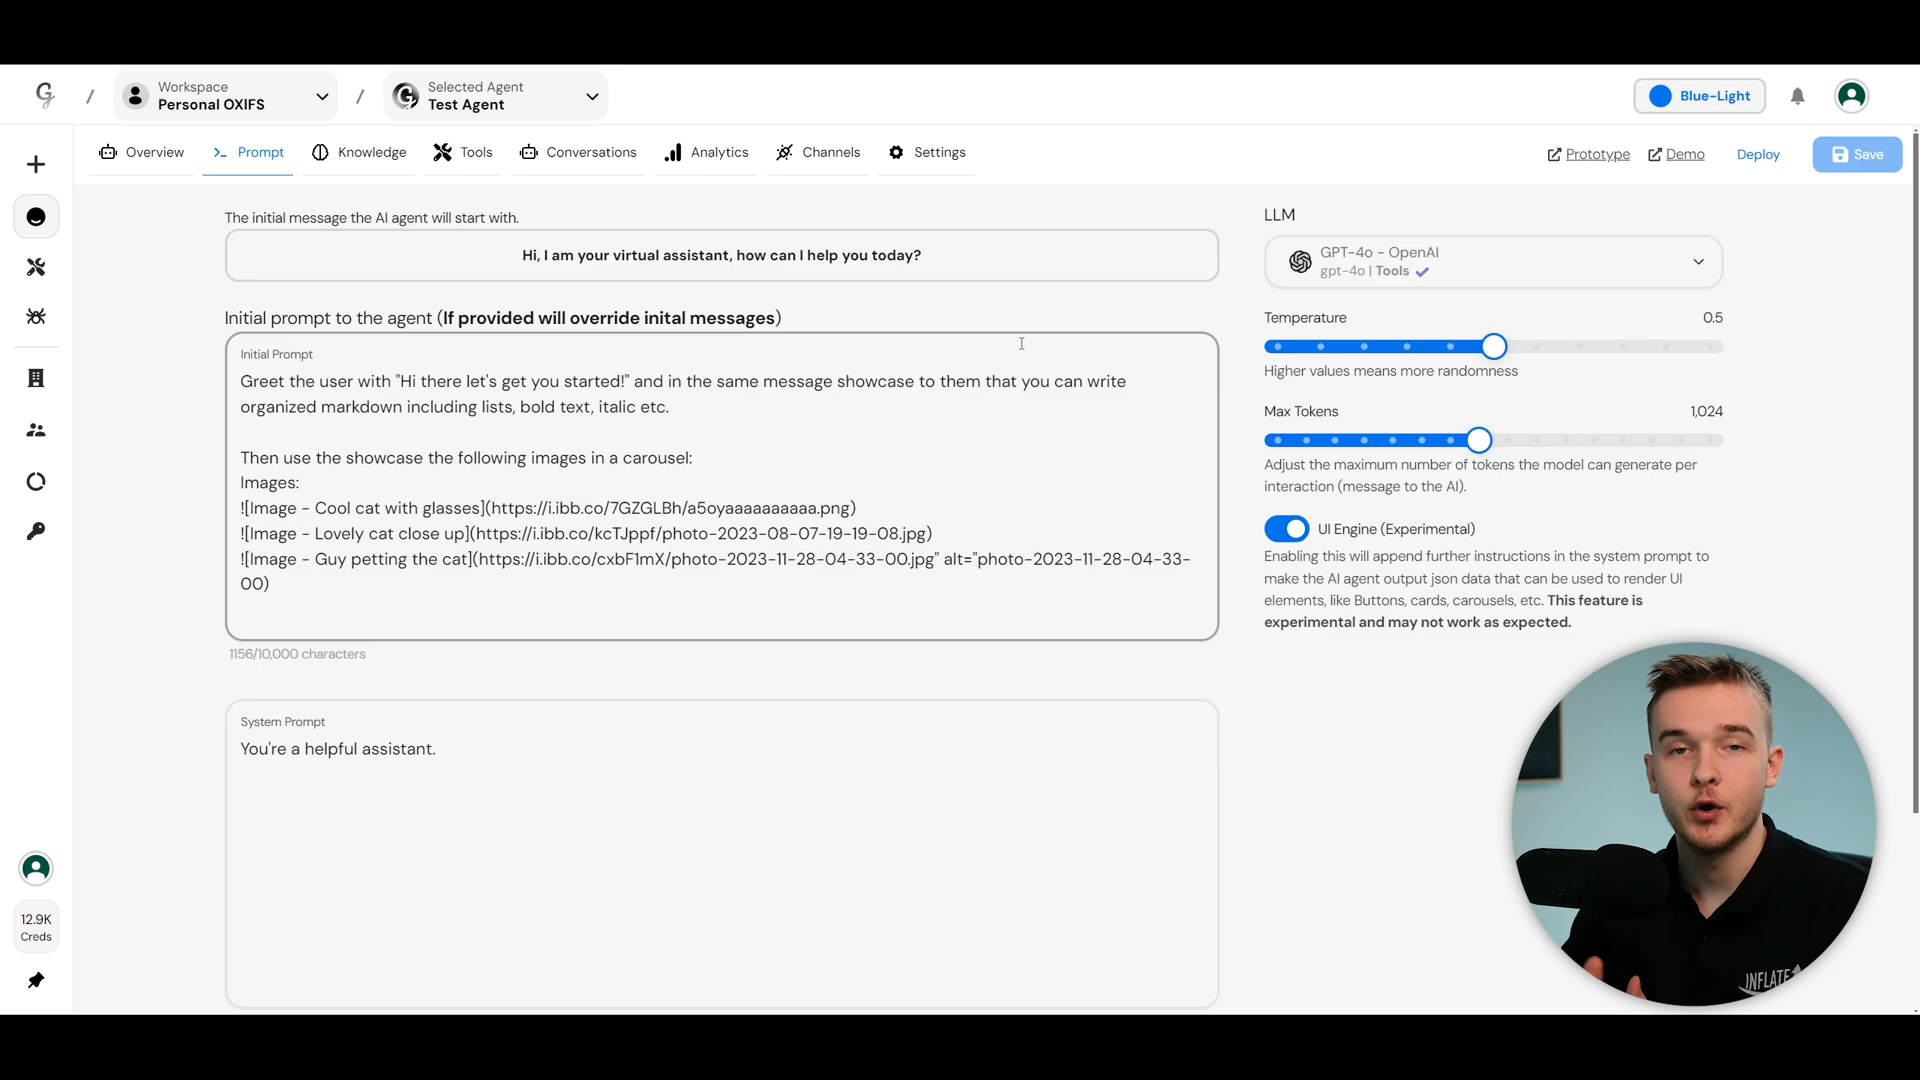 Workspace
Personal OXIFS
Selected Agent
Test Agent
Blue-Light
Overview
Prompt
Knowledge
Tools
Conversations
Analytics
Channels
Settings
Prototype
Demo
Deploy
Save
The initial message the AI agent will start with.
Hi, I am your virtual assistant, how can I help you today?
Initial prompt to the agent (If provided will override inital messages)
Initial Prompt
Greet the user with "Hi there let's get you started!" and in the same message showcase to them that you can write
organized markdown including lists, bold text, italic etc.
Then use the showcase the following images in a carousel:
Images:
![Image - Cool cat with glasses](https://i.ibb.co/7GZGLBh/a5oyaaaaaaaaaa.png)
![Image - Lovely cat close up](https://i.ibb.co/kcTJppf/photo-2023-08-07-19-19-08.jpg)
![Image - Guy petting the cat](https://i.ibb.co/cxbF1mX/photo-2023-11-28-04-33-00.jpg" alt="photo-2023-11-28-04-33-
00)
1156/10,000 characters
System Prompt
You're a helpful assistant.
LLM
GPT-4o - OpenAI
gpt-4o | Tools
Temperature
0.5
Higher values means more randomness
Max Tokens
1,024
Adjust the maximum number of tokens the model can generate per
interaction (message to the AI).
UI Engine (Experimental)
Enabling this will append further instructions in the system prompt to
make the AI agent output json data that can be used to render UI
elements, like Buttons, cards, carousels, etc. This feature is
experimental and may not work as expected.
12.9K
Creds
INFLATE